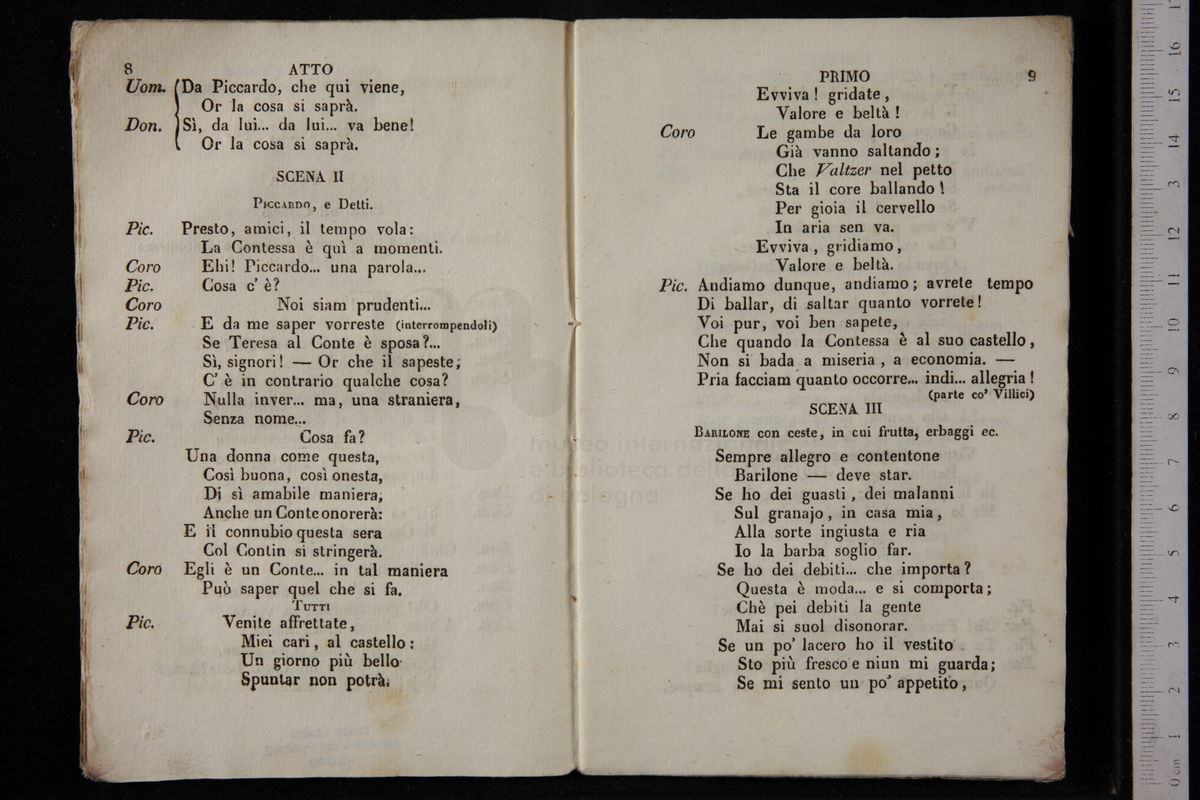 8 ATTO
Uom. Da Piccardo, che qui viene,
Or la cosa si saprà.
Don. Sì, da lui... da lui... va bene!
Or la cosa si saprà.
SCENA II
PICCARDO, e Detti.
Pic. Presto, amici, il tempo vola:
La Contessa è quì a momenti.
Coro Ehi! Piccardo... una parola...
Pic. Cosa c' è?
Coro Noi siam prudenti...
Pic. E da me saper vorreste (interrompendoli)
Se Teresa al Conte è sposa?...
Sì, signori! — Or che il sapeste;
C' è in contrario qualche cosa?
Coro Nulla inver... ma, una straniera,
Senza nome...
Pic. Cosa fa?
Una donna come questa,
Così buona, così onesta,
Di sì amabile maniera,
Anche un Conte onorerà:
E il connubio questa sera
Col Contin si stringerà.
Coro Egli è un Conte... in tal maniera
Può saper quel che si fa.
TUTTI
Pic. Venite affrettate,
Miei cari, al castello:
Un giorno più bello
Spuntar non potrà.
PRIMO 9
Evviva! gridate,
Valore e beltà!
Coro Le gambe da loro
Già vanno saltando;
Che Valtzer nel petto
Sta il core ballando!
Per gioia il cervello
In aria sen va.
Evviva, gridiamo,
Valore e beltà.
Pic. Andiamo dunque, andiamo; avrete tempo
Di ballar, di saltar quanto vorrete!
Voi pur, voi ben sapete,
Che quando la Contessa è al suo castello,
Non si bada a miseria, a economia. —
Pria facciam quanto occorre... indi... allegria!
(parte co' Villici)
SCENA III
BARILONE con ceste, in cui frutta, erbaggi ec.
Sempre allegro e contentone
Barilone — deve star.
Se ho dei guasti, dei malanni
Sul granajo, in casa mia,
Alla sorte ingiusta e ria
Io la barba soglio far.
Se ho dei debiti... che importa?
Questa è moda... e si comporta;
Chè pei debiti la gente
Mai si suol disonorar.
Se un po' lacero ho il vestito
Sto più fresco e niun mi guarda;
Se mi sento un po' appetito,
museo internazionale
e biblioteca della
di bologna